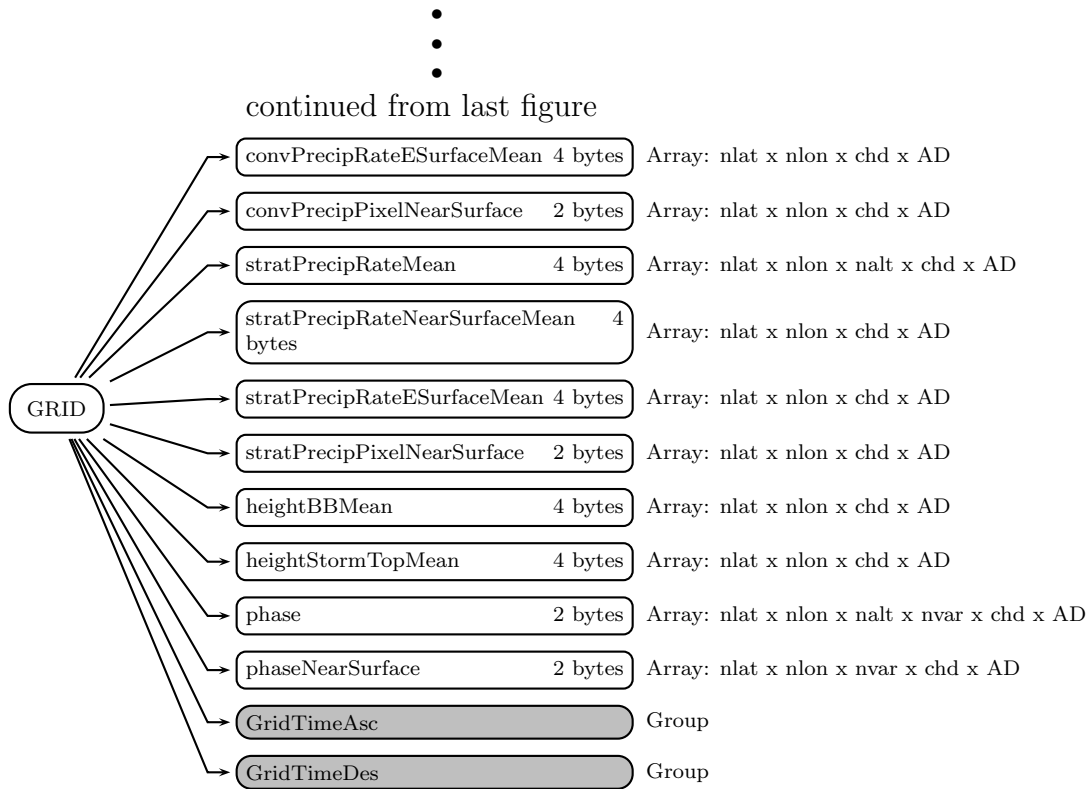 continued from last figure
convPrecipRateESurfaceMean 4 bytes Array: nlat x nlon x chd x AD
convPrecipPixelNearSurface 2 bytes Array: nlat x nlon x chd x AD
stratPrecipRateMean 4 bytes Array: nlat x nlon x nalt x chd x AD
stratPrecipRateNearSurfaceMean 4
bytes
Array: nlat x nlon x chd x AD
GRID
stratPrecipRateESurfaceMean 4 bytes Array: nlat x nlon x chd x AD
stratPrecipPixelNearSurface 2 bytes Array: nlat x nlon x chd x AD
heightBBMean 4 bytes Array: nlat x nlon x chd x AD
heightStormTopMean 4 bytes Array: nlat x nlon x chd x AD
phase 2 bytes Array: nlat x nlon x nalt x nvar x chd x AD
phaseNearSurface 2 bytes Array: nlat x nlon x nvar x chd x AD
GridTimeAsc Group
GridTimeDes Group